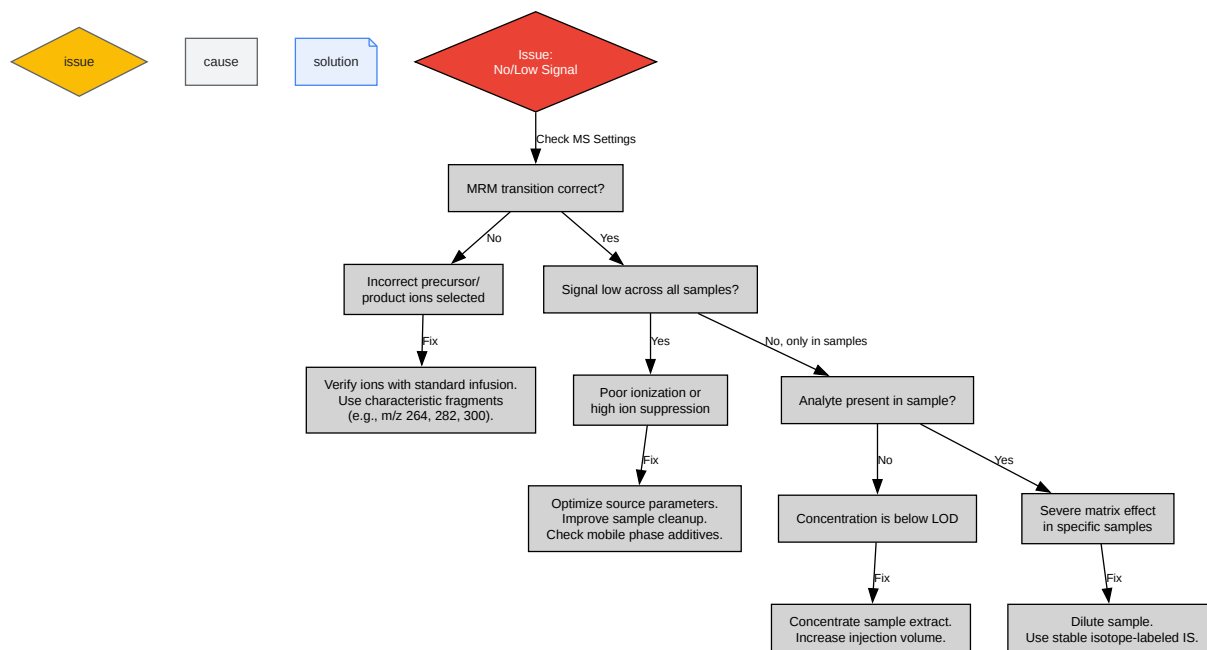 issue
cause
solution
Issue:
No/Low Signal
Check MS Settings
MRM transition correct?
No
Yes
Incorrect precursor/
product ions selected
Signal low across all samples?
Fix
Yes
No, only in samples
Verify ions with standard infusion.
Use characteristic fragments
(e.g., m/z 264, 282, 300).
Poor ionization or
high ion suppression
Analyte present in sample?
Fix
No
Yes
Optimize source parameters.
Improve sample cleanup.
Check mobile phase additives.
Concentration is below LOD
Severe matrix effect
in specific samples
Fix
Fix
Concentrate sample extract.
Increase injection volume.
Dilute sample.
Use stable isotope-labeled IS.